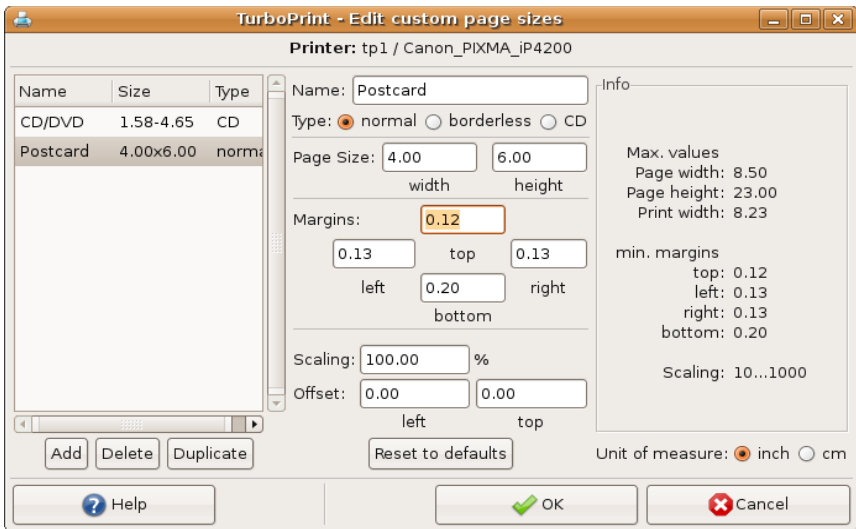 TurboPrint - Edit custom page sizes
Printer: tp1 / Canon_PIXMA_iP4200
Name Size Type
CD/DVD 1.58-4.65 CD
Postcard 4.00x6.00 norma
Add Delete Duplicate
Name: Postcard
Type: normal borderless CD
Page Size: 4.00 6.00
width height
Margins: 0.12
0.13 top 0.13
left 0.20 right
bottom
Scaling: 100.00 %
Offset: 0.00 0.00
left top
Reset to defaults
Info
Max. values
Page width: 8.50
Page height: 23.00
Print width: 8.23
min. margins
top: 0.12
left: 0.13
right: 0.13
bottom: 0.20
Scaling: 10...1000
Unit of measure: inch cm
Help OK Cancel